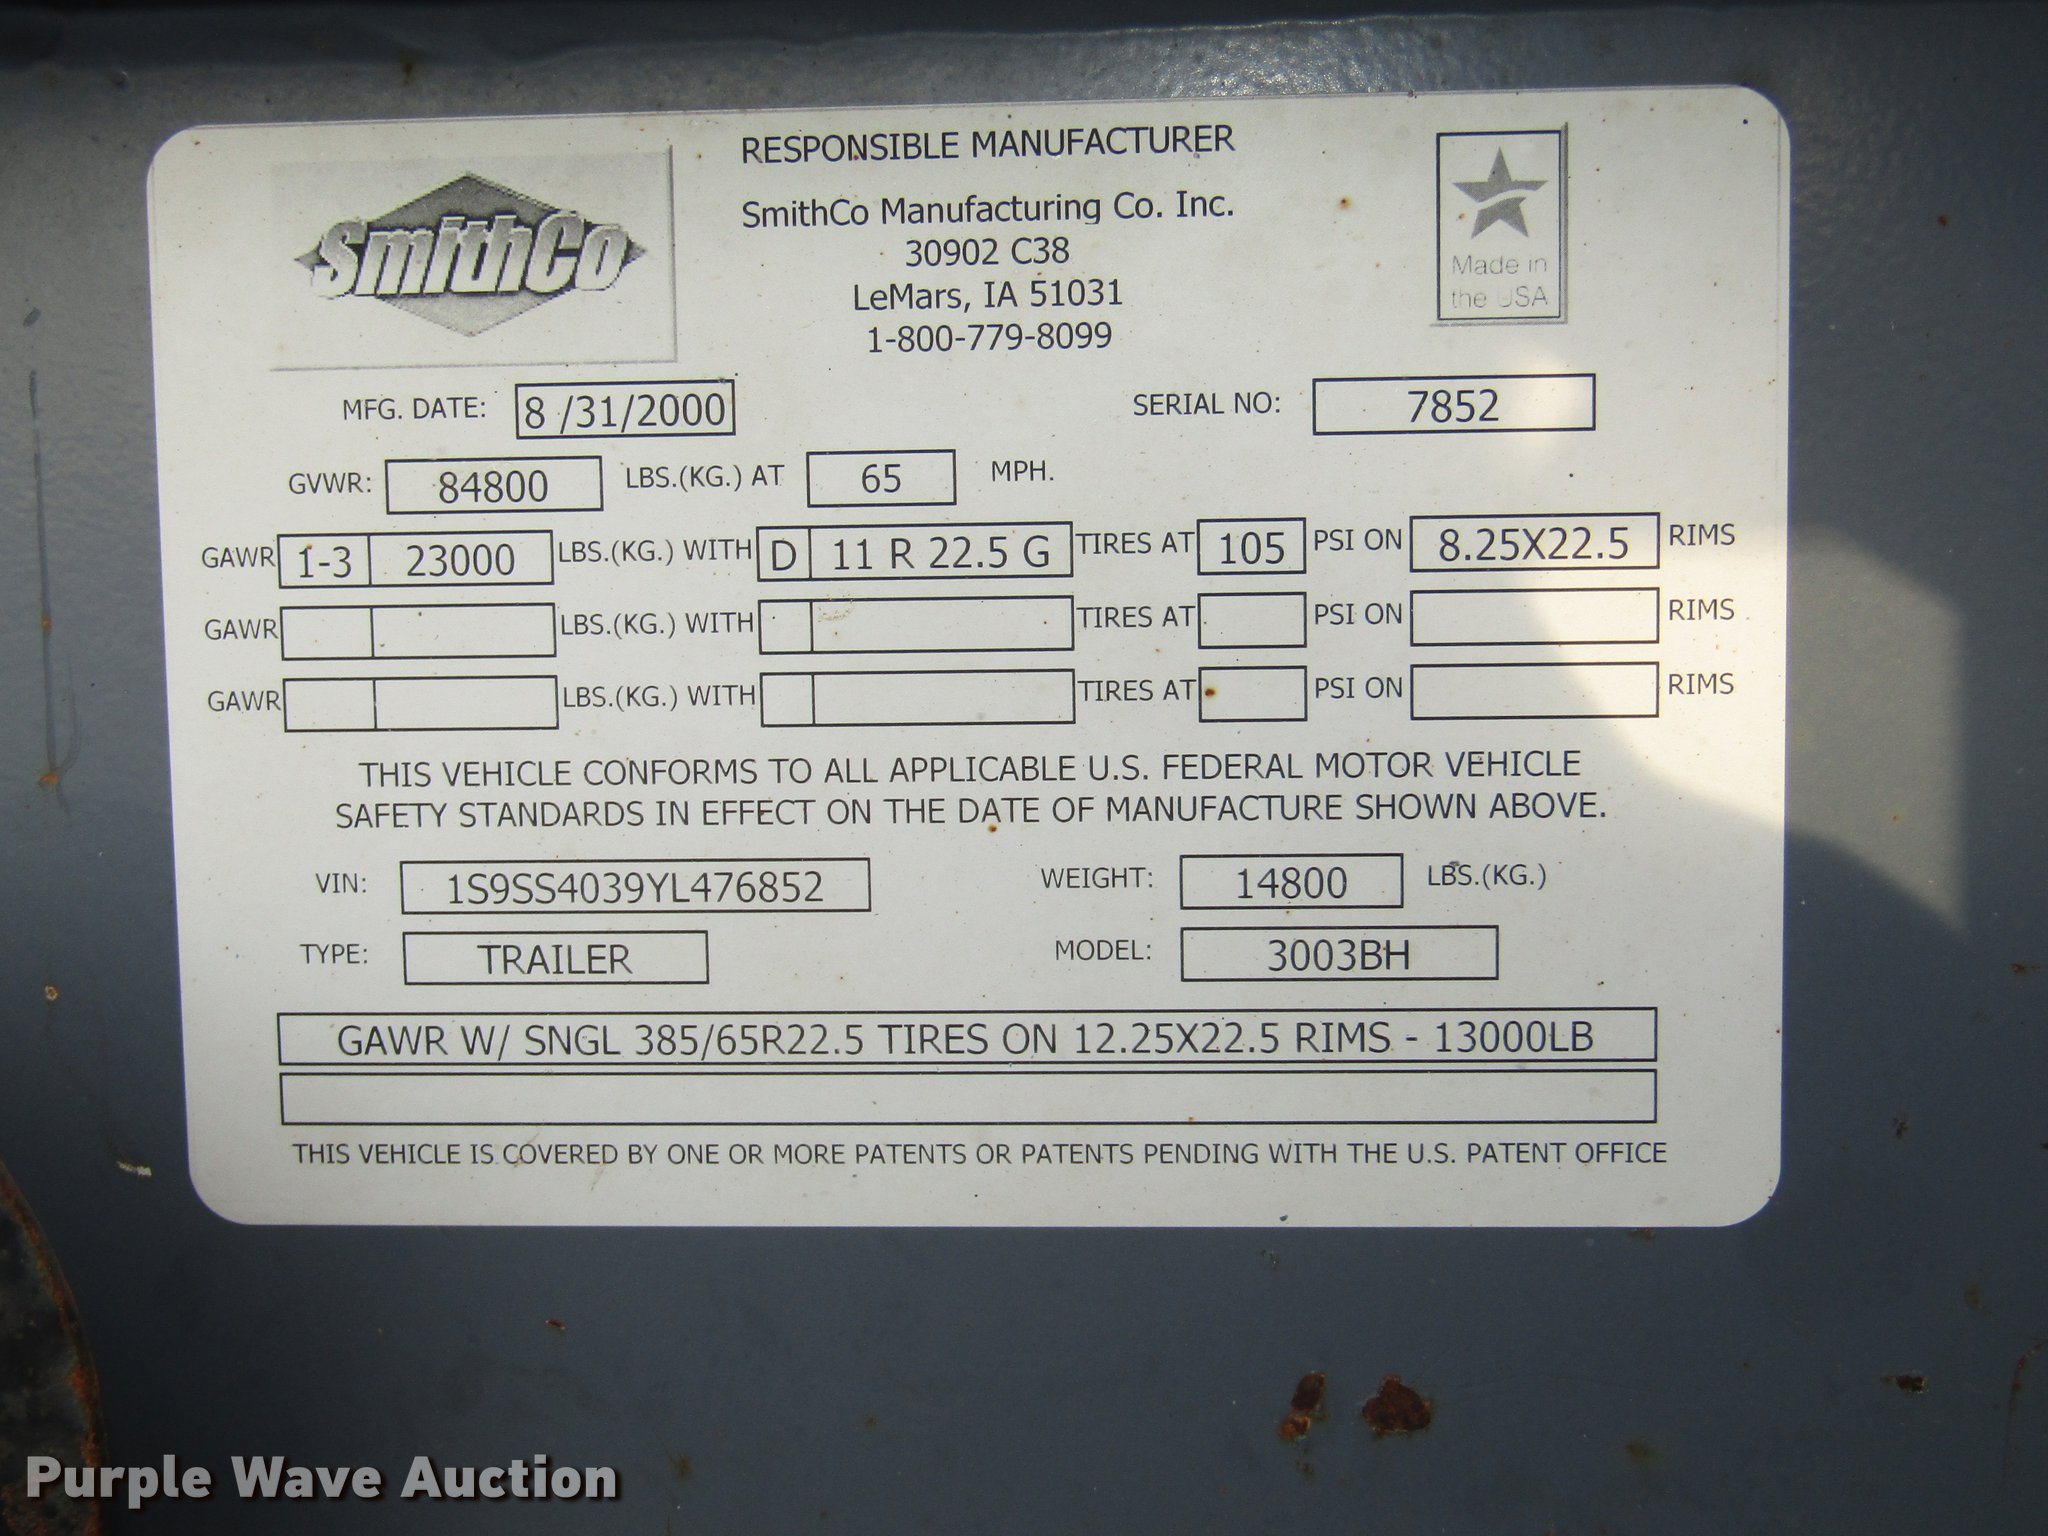 SmithCo
RESPONSIBLE MANUFACTURER
SmithCo Manufacturing Co. Inc.
30902 C38
LeMars, IA 51031
1-800-779-8099
Made in
the USA
MFG. DATE: 8 /31/2000 SERIAL NO: 7852
GVWR: 84800 LBS.(KG.) AT 65 MPH.
GAWR 1-3 23000 LBS.(KG.) WITH D 11 R 22.5 G TIRES AT 105 PSI ON 8.25X22.5 RIMS
GAWR LBS.(KG.) WITH TIRES AT PSI ON RIMS
GAWR LBS.(KG.) WITH TIRES AT PSI ON RIMS
THIS VEHICLE CONFORMS TO ALL APPLICABLE U.S. FEDERAL MOTOR VEHICLE
SAFETY STANDARDS IN EFFECT ON THE DATE OF MANUFACTURE SHOWN ABOVE.
VIN: 1S9SS4039YL476852 WEIGHT: 14800 LBS.(KG.)
TYPE: TRAILER MODEL: 3003BH
GAWR W/ SNGL 385/65R22.5 TIRES ON 12.25X22.5 RIMS - 13000LB
THIS VEHICLE IS COVERED BY ONE OR MORE PATENTS OR PATENTS PENDING WITH THE U.S. PATENT OFFICE
Purple Wave Auction